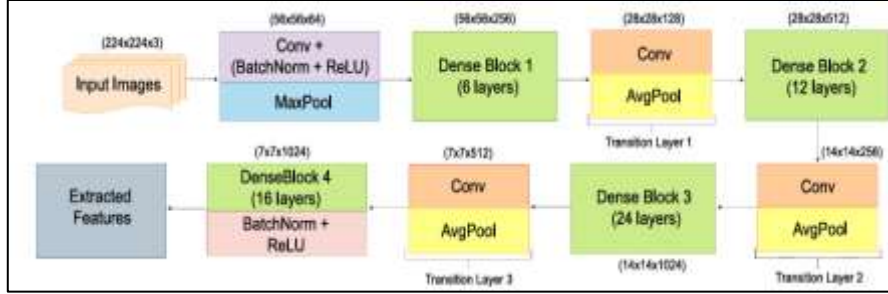 (224x224x3)
Input Images
(56x56x64)
Conv +
(BatchNorm + ReLU)
MaxPool
(56x56x256)
Dense Block 1
(6 layers)
(28x28x128)
Conv
AvgPool
Transition Layer 1
(28x28x512)
Dense Block 2
(12 layers)
(14x14x256)
Conv
AvgPool
Transition Layer 2
Dense Block 3
(24 layers)
(14x14x1024)
(7x7x512)
Conv
AvgPool
Transition Layer 3
(7x7x1024)
DenseBlock 4
(16 layers)
BatchNorm +
ReLU
Extracted
Features